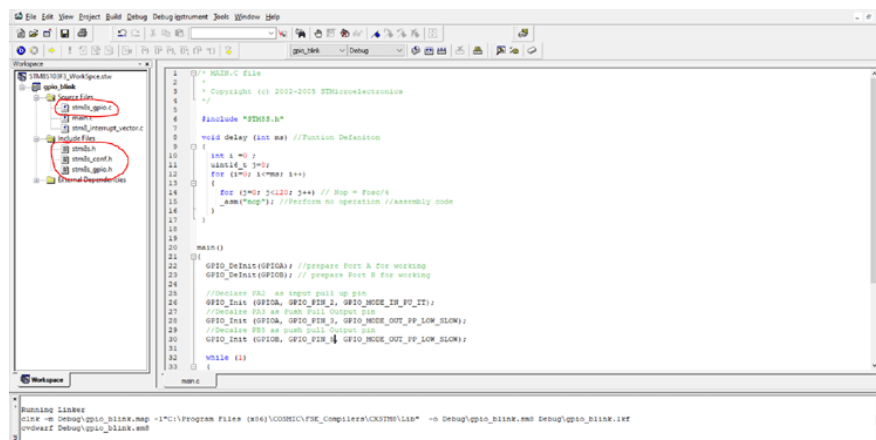 File Edit View Project Build Debug Debug instrument Tools Window Help
gpio_blink Debug
Workspace
STM8S103F3_WorkSpce.stw
gpio_blink
Source Files
stm8s_gpio.c
main.c
stm8_interrupt_vector.c
Include Files
stm8s.h
stm8s_conf.h
stm8s_gpio.h
External Dependencies
Workspace
1 /* MAIN.C file
2 *
3 * Copyright (c) 2002-2005 STMicroelectronics
4 */
5
6 #include "STM8S.h"
7
8 void delay (int ms) //Funtion Definiton
9 {
10 int i =0 ;
11 uint16_t j=0;
12 for (i=0; i<=ms; i++)
13 {
14 for (j=0; j<120; j++) // Nop = Fosc/4
15 _asm("nop"); //Perform no operation //assembly code
16 }
17 }
18
19
20 main()
21 {
22 GPIO_DeInit(GPIOA); //prepare Port A for working
23 GPIO_DeInit(GPIOB); // prepare Port B for working
24
25 //Declare PA2 as input pull up pin
26 GPIO_Init (GPIOA, GPIO_PIN_2, GPIO_MODE_IN_PU_IT);
27 //Decalre PA3 as Push Pull Output pin
28 GPIO_Init (GPIOA, GPIO_PIN_3, GPIO_MODE_OUT_PP_LOW_SLOW);
29 //Decalre PB5 as push pull Output pin
30 GPIO_Init (GPIOB, GPIO_PIN_5, GPIO_MODE_OUT_PP_LOW_SLOW);
31
32 while (1)
33 {
main.c
Running Linker
clnk -m Debug\gpio_blink.map -l"C:\Program Files (x86)\COSMIC\FSE_Compilers\CXSTM8\Lib" -o Debug\gpio_blink.sm8 Debug\gpio_blink.lkf
cvdwarf Debug\gpio_blink.sm8